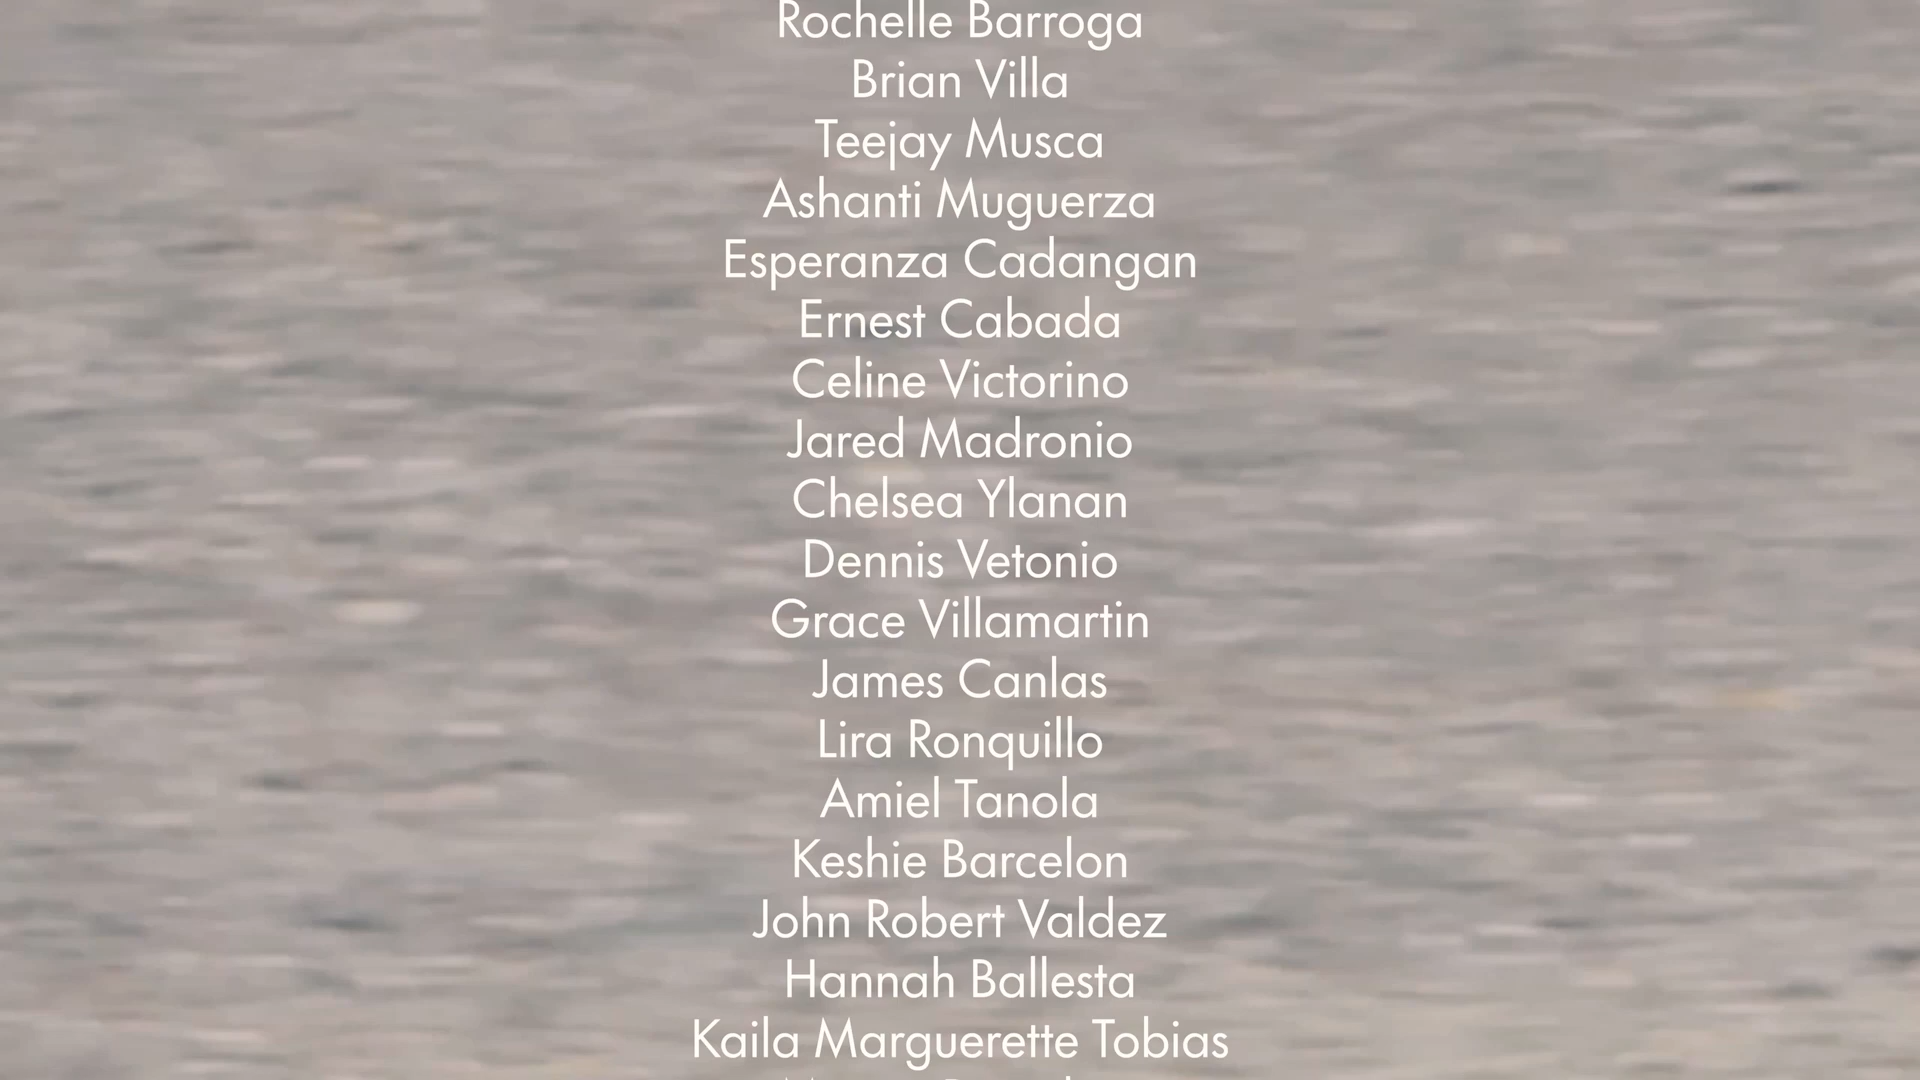 Rochelle Barroga
Brian Villa
Teejay Musca
Ashanti Muguerza
Esperanza Cadangan
Ernest Cabada
Celine Victorino
Jared Madronio
Chelsea Ylanan
Dennis Vetonio
Grace Villamartin
James Canlas
Lira Ronquillo
Amiel Tanola
Keshie Barcelon
John Robert Valdez
Hannah Ballesta
Kaila Marguerette Tobias